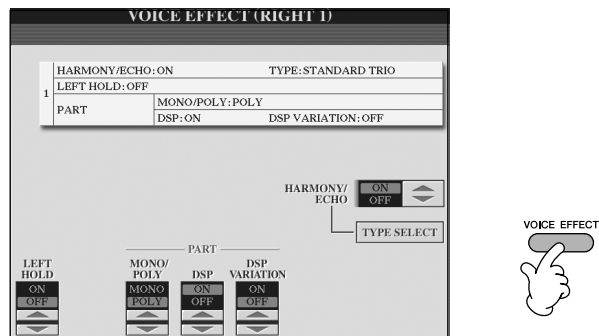 VOICE EFFECT (RIGHT 1)
1
HARMONY/ECHO: ON TYPE: STANDARD TRIO
LEFT HOLD: OFF
PART
MONO/POLY: POLY
DSP: ON DSP VARIATION: OFF
HARMONY/
ECHO
ON
OFF
TYPE SELECT
VOICE EFFECT
PART
LEFT
HOLD
MONO/
POLY
DSP
DSP
VARIATION
ON
OFF
MONO
POLY
ON
OFF
ON
OFF